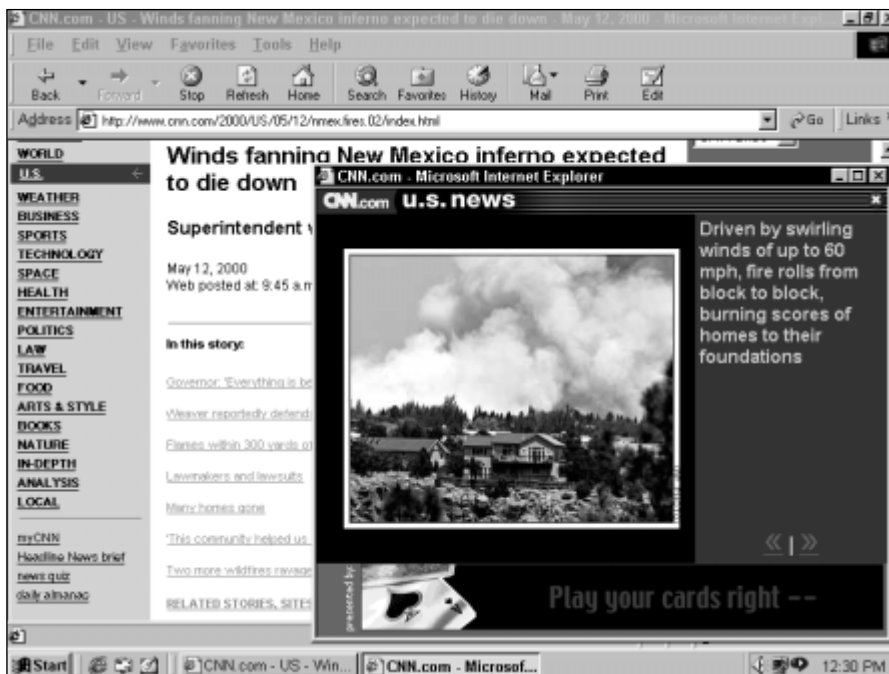 CNN.com - US - Winds fanning New Mexico inferno expected to die down - May 12, 2000 - Microsoft Internet Expl...
File Edit View Favorites Tools Help
Back Forward Stop Refresh Home Search Favorites History Mail Print Edit
Address http://www.cnn.com/2000/US/05/12/nmex.fires.02/index.html Go Links
WORLD
U.S.
WEATHER
BUSINESS
SPORTS
TECHNOLOGY
SPACE
HEALTH
ENTERTAINMENT
POLITICS
LAW
TRAVEL
FOOD
ARTS & STYLE
BOOKS
NATURE
IN-DEPTH
ANALYSIS
LOCAL
myCNN
Headline News brief
news quiz
daily almanac
Winds fanning New Mexico inferno expected
to die down
Superintendent
May 12, 2000
Web posted at: 9:45 a.m
In this story:
Governor: 'Everything is be
Weaver reportedly defends
Flames within 300 yards of
Lawmakers and lawsuits
Many homes gone
'This community helped us
Two more wildfires ravage
RELATED STORIES, SITES
CNN.com - Microsoft Internet Explorer
CNN.com u.s. news
Driven by swirling
winds of up to 60
mph, fire rolls from
block to block,
burning scores of
homes to their
foundations
« | »
presented by:
Play your cards right --
Start CNN.com - US - Win... CNN.com - Microsof... 12:30 PM